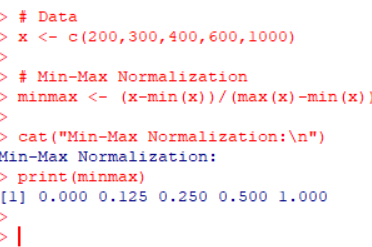 > # Data
> x <- c(200,300,400,600,1000)
>
> # Min-Max Normalization
> minmax <- (x-min(x))/(max(x)-min(x))
>
> cat("Min-Max Normalization:\n")
Min-Max Normalization:
> print(minmax)
[1] 0.000 0.125 0.250 0.500 1.000
>
>